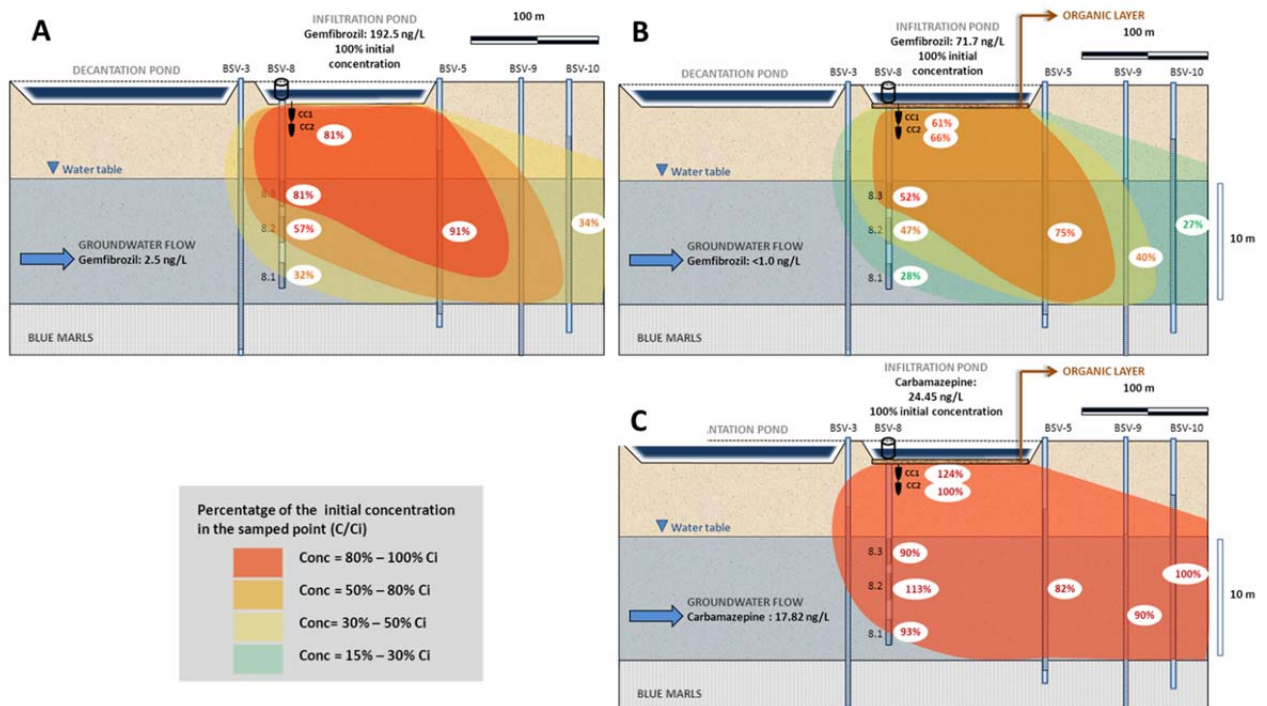 A
INFILTRATION POND
Gemfibrozil: 192.5 ng/L
100% initial
concentration
100 m
DECANTATION POND
BSV-3
BSV-8
BSV-5
BSV-9
BSV-10
CC1
CC2
81%
Water table
8.3
81%
8.2
57%
91%
34%
GROUNDWATER FLOW
Gemfibrozil: 2.5 ng/L
8.1
32%
BLUE MARLS
B
INFILTRATION POND
Gemfibrozil: 71.7 ng/L
100% initial
concentration
ORGANIC LAYER
100 m
DECANTATION POND
BSV-3
BSV-8
BSV-5
BSV-9
BSV-10
CC1
CC2
61%
66%
Water table
8.3
52%
8.2
47%
75%
27%
GROUNDWATER FLOW
Gemfibrozil: <1.0 ng/L
40%
8.1
28%
10 m
BLUE MARLS
C
INFILTRATION POND
Carbamazepine:
24.45 ng/L
100% initial concentration
ORGANIC LAYER
100 m
.NTATION POND
BSV-3
BSV-8
BSV-5
BSV-9
BSV-10
CC1
CC2
124%
100%
Water table
8.3
90%
8.2
113%
82%
100%
GROUNDWATER FLOW
Carbamazepine : 17.82 ng/L
90%
8.1
93%
10 m
BLUE MARLS
Percentatge of the initial concentration
in the samped point (C/Ci)
Conc = 80% – 100% Ci
Conc = 50% – 80% Ci
Conc= 30% – 50% Ci
Conc = 15% – 30% Ci